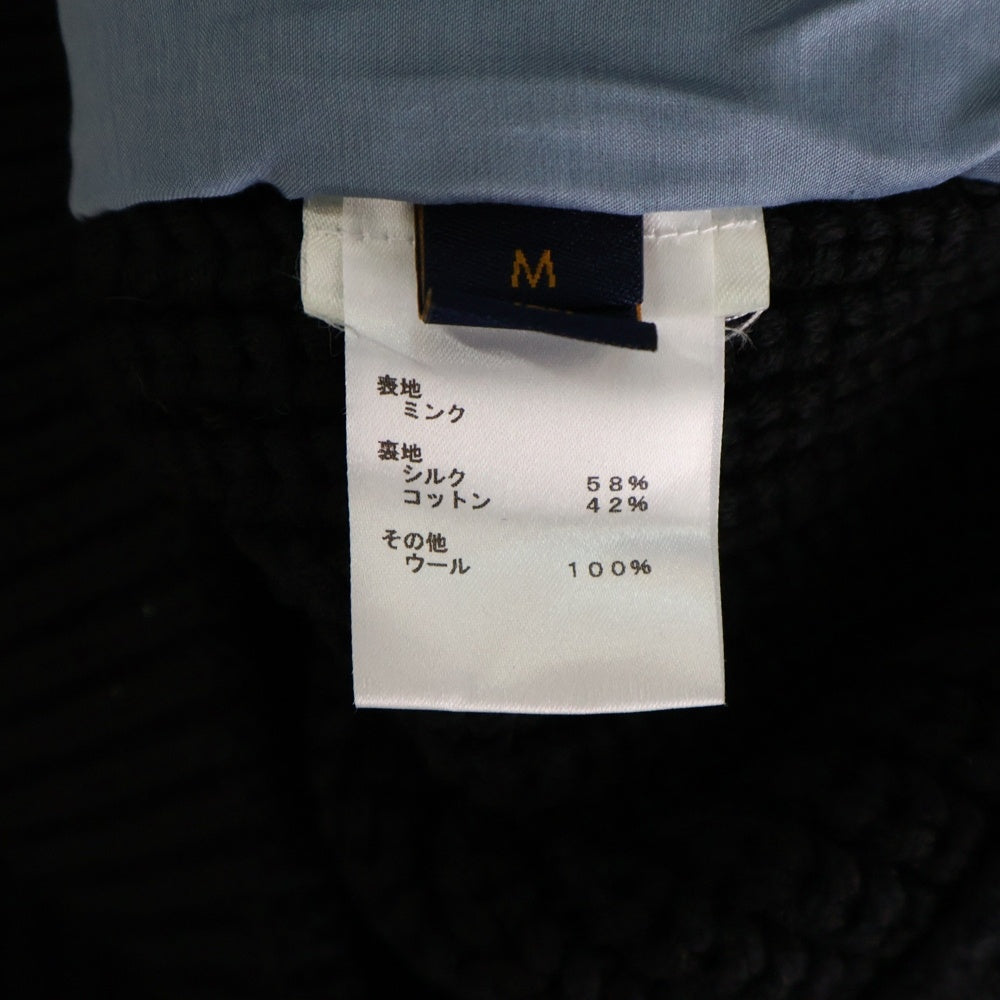 M
表地
ミンク
裏地
シルク 58%
コットン 42%
その他
ウール 100%